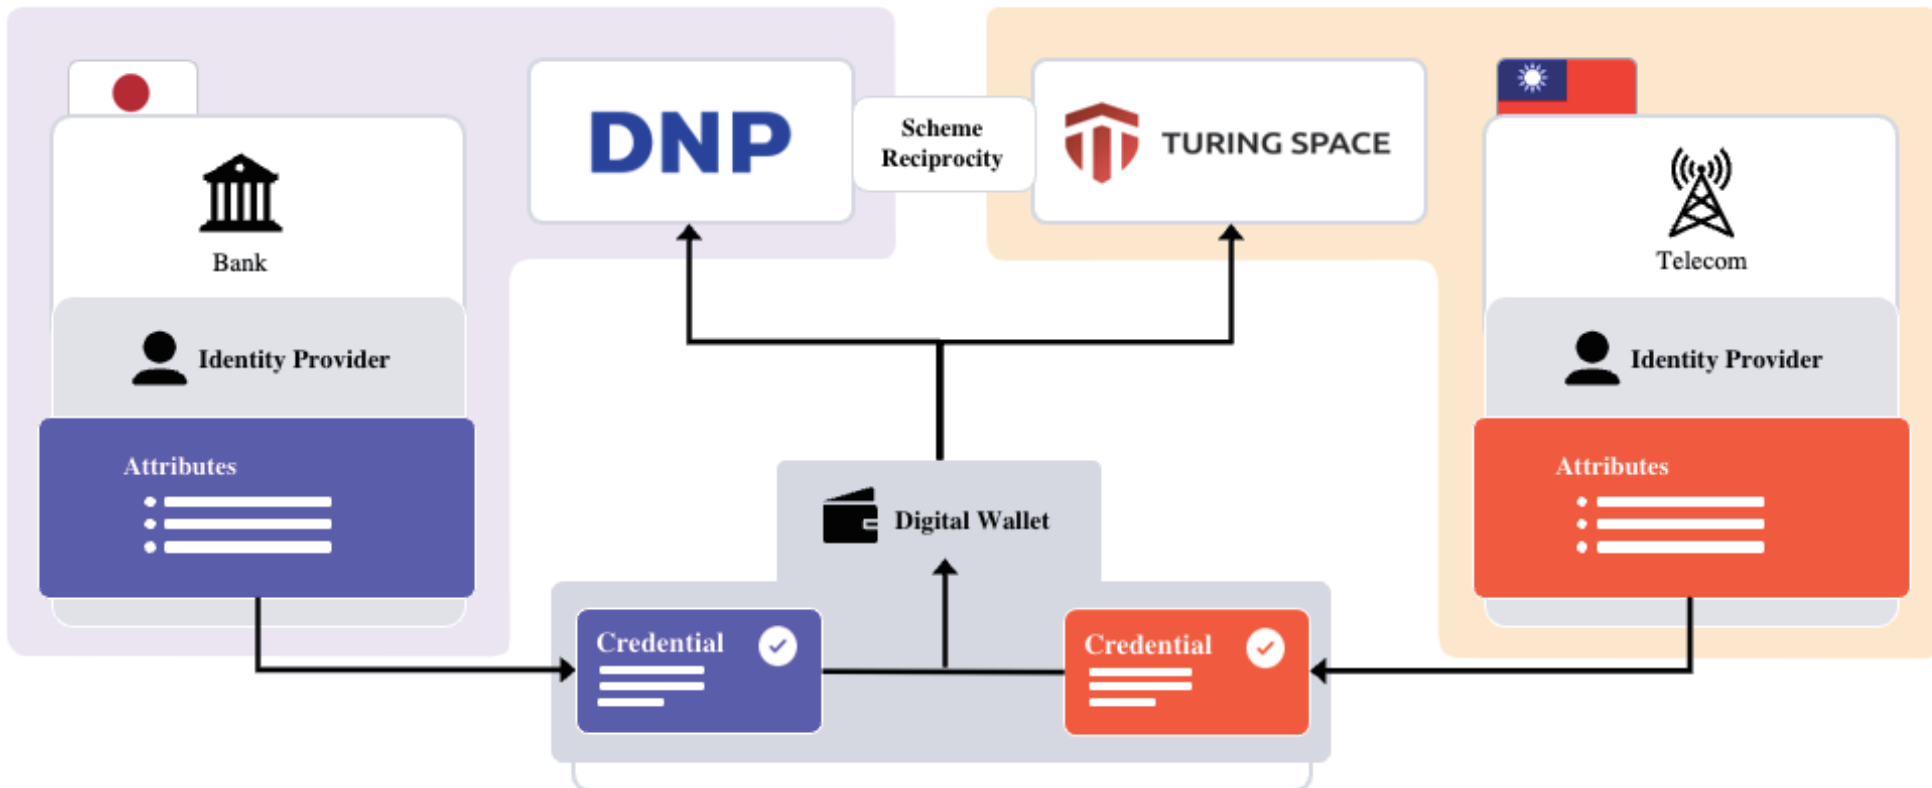 DNP
Scheme
Reciprocity
TURING SPACE
Bank
Telecom
Identity Provider
Identity Provider
Attributes
Attributes
Digital Wallet
Credential
Credential